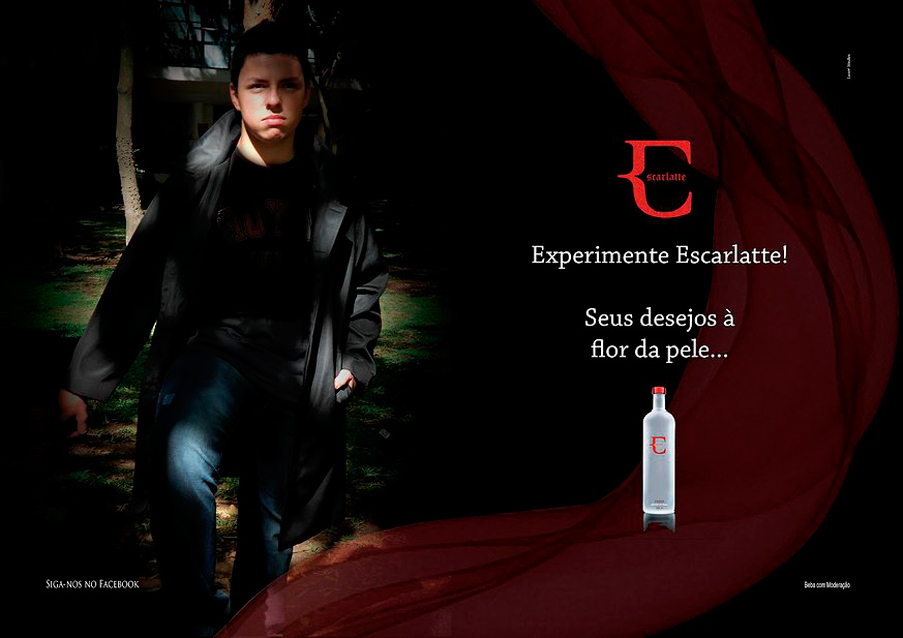 Escarlatte
Experimente Escarlatte!
Seus desejos à
flor da pele...
E
Siga-nos no Facebook
Beba com Moderação